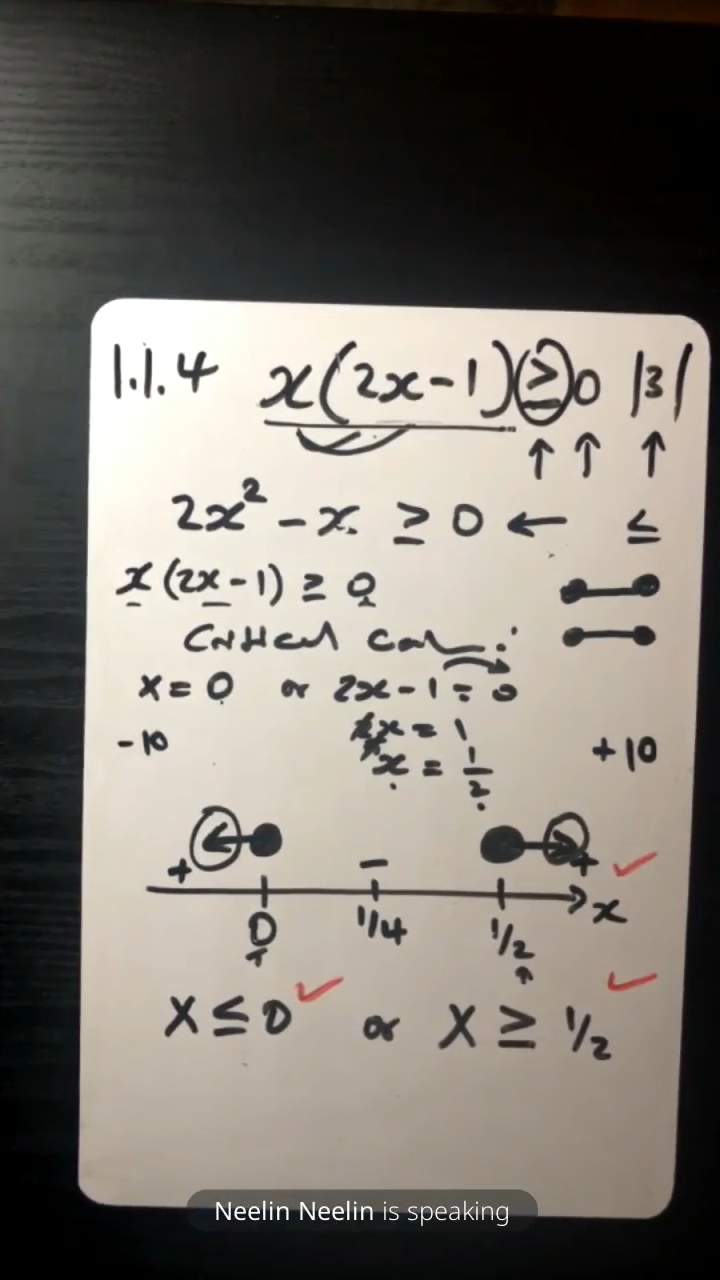 1.1.4 x(2x-1)≥0 |3|
↑ ↑ ↑
2x² - x ≥ 0 ← ≤
x(2x-1) ≥ 0
Critical
x = 0 or 2x - 1 = 0
2x = 1
-10 +10
x = 1/2
+ - +
0 1/4 1/2 x
x ≤ 0 or x ≥ 1/2
Neelin Neelin is speaking